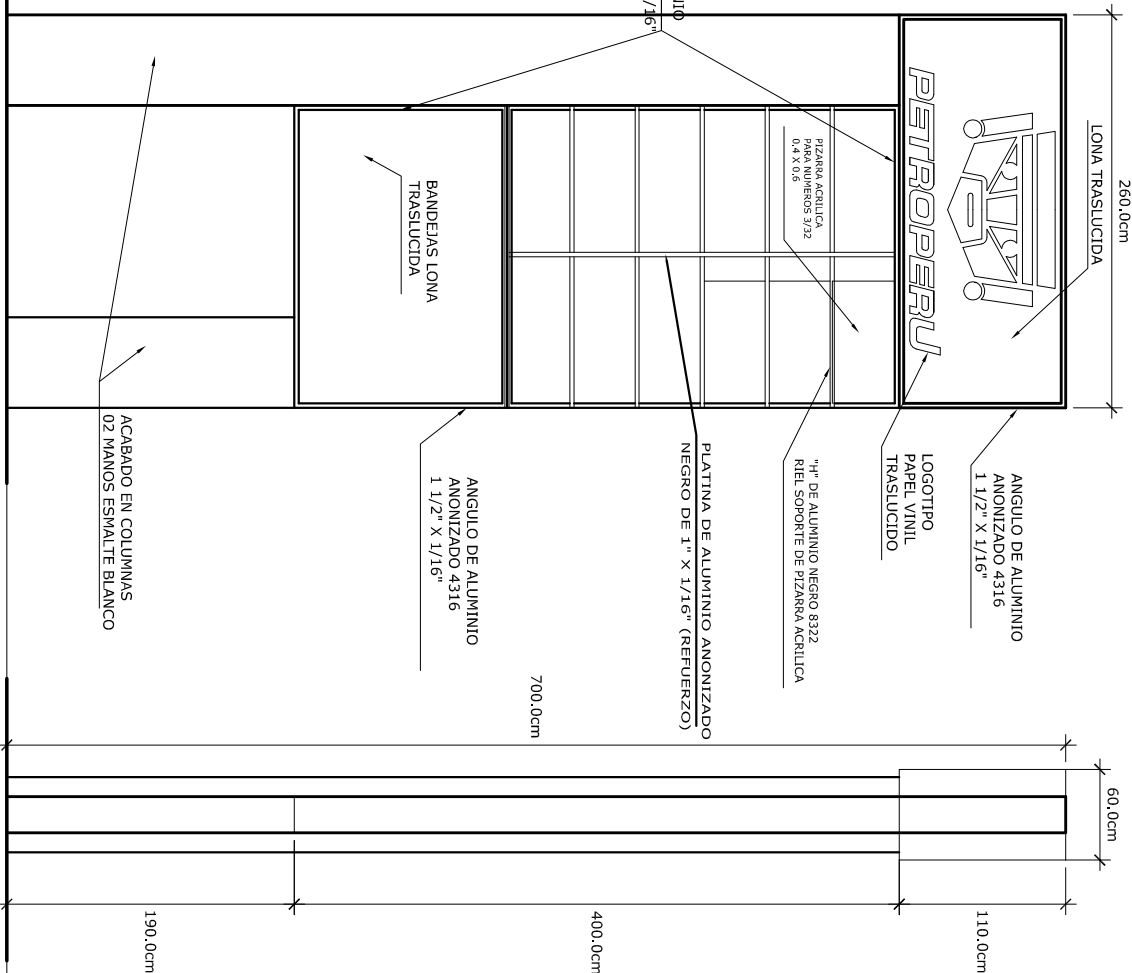 260.0cm
LONA TRASLUCIDA
PETROPERU
/16"
PIZARRA ACRILICA
PARA NUMEROS 3/32
0.4 X 0.6
BANDEJAS LONA
TRASLUCIDA
ANGULO DE ALUMINIO
ANONIZADO 4316
1 1/2" X 1/16"
LOGOTIPO
PAPEL VINIL
TRASLUCIDO
"H" DE ALUMINIO NEGRO 8322
RIEL SOPORTE DE PIZARRA ACRILICA
PLATINA DE ALUMINIO ANONIZADO
NEGRO DE 1" X 1/16" (REFUERZO)
ANGULO DE ALUMINIO
ANONIZADO 4316
1 1/2" X 1/16"
ACABADO EN COLUMNAS
02 MANOS ESMALTE BLANCO
700.0cm
60.0cm
110.0cm
400.0cm
190.0cm